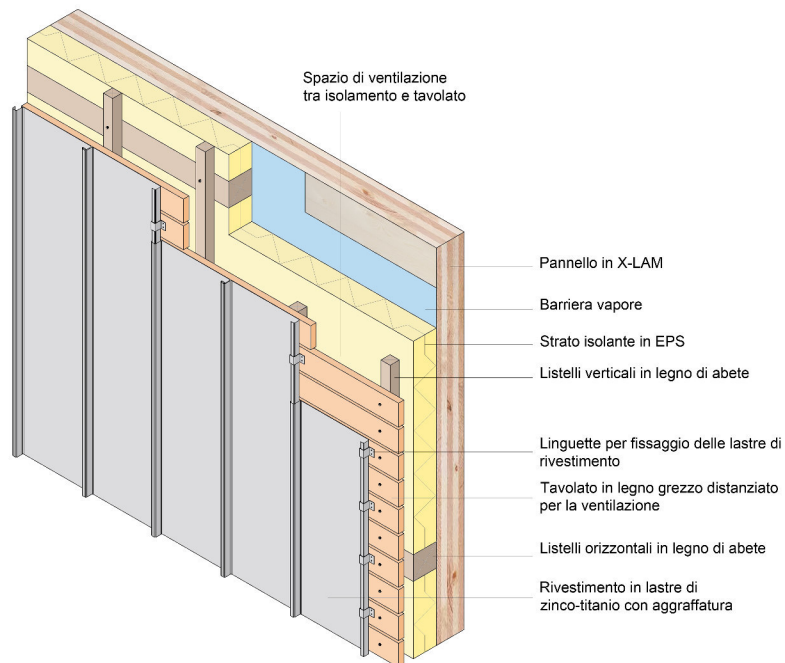 Spazio di ventilazione
tra isolamento e tavolato
Pannello in X-LAM
Barriera vapore
Strato isolante in EPS
Listelli verticali in legno di abete
Linguette per fissaggio delle lastre di
rivestimento
Tavolato in legno grezzo distanziato
per la ventilazione
Listelli orizzontali in legno di abete
Rivestimento in lastre di
zinco-titanio con aggraffatura